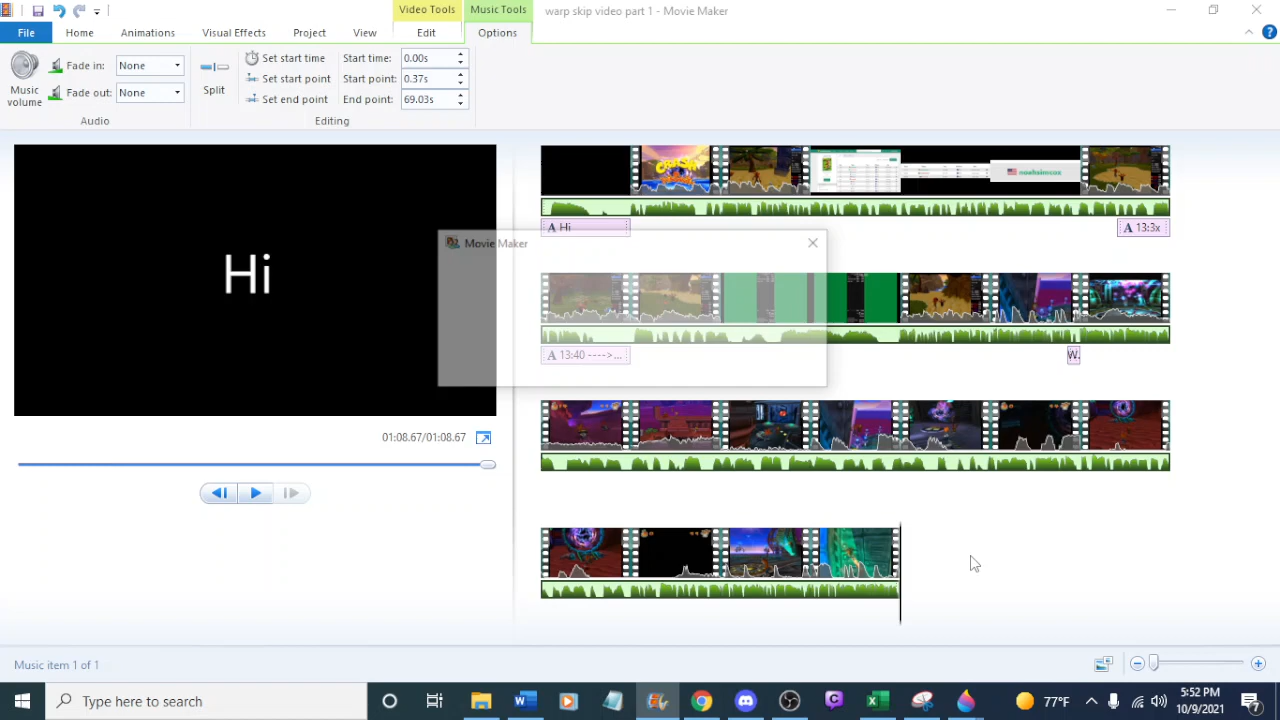 Video Tools
Music Tools
warp skip video part 1 - Movie Maker
File
Home
Animations
Visual Effects
Project
View
Edit
Options
Music volume
Fade in:
None
Fade out:
None
Split
Set start time
Set start point
Set end point
Start time:
0.00s
Start point:
0.37s
End point:
69.03s
Audio
Editing
Hi
01:08.67/01:08.67
A Hi
A 13:3x
Movie Maker
A 13:40 ---->...
W.
Music item 1 of 1
Type here to search
77°F
5:52 PM
10/9/2021
7